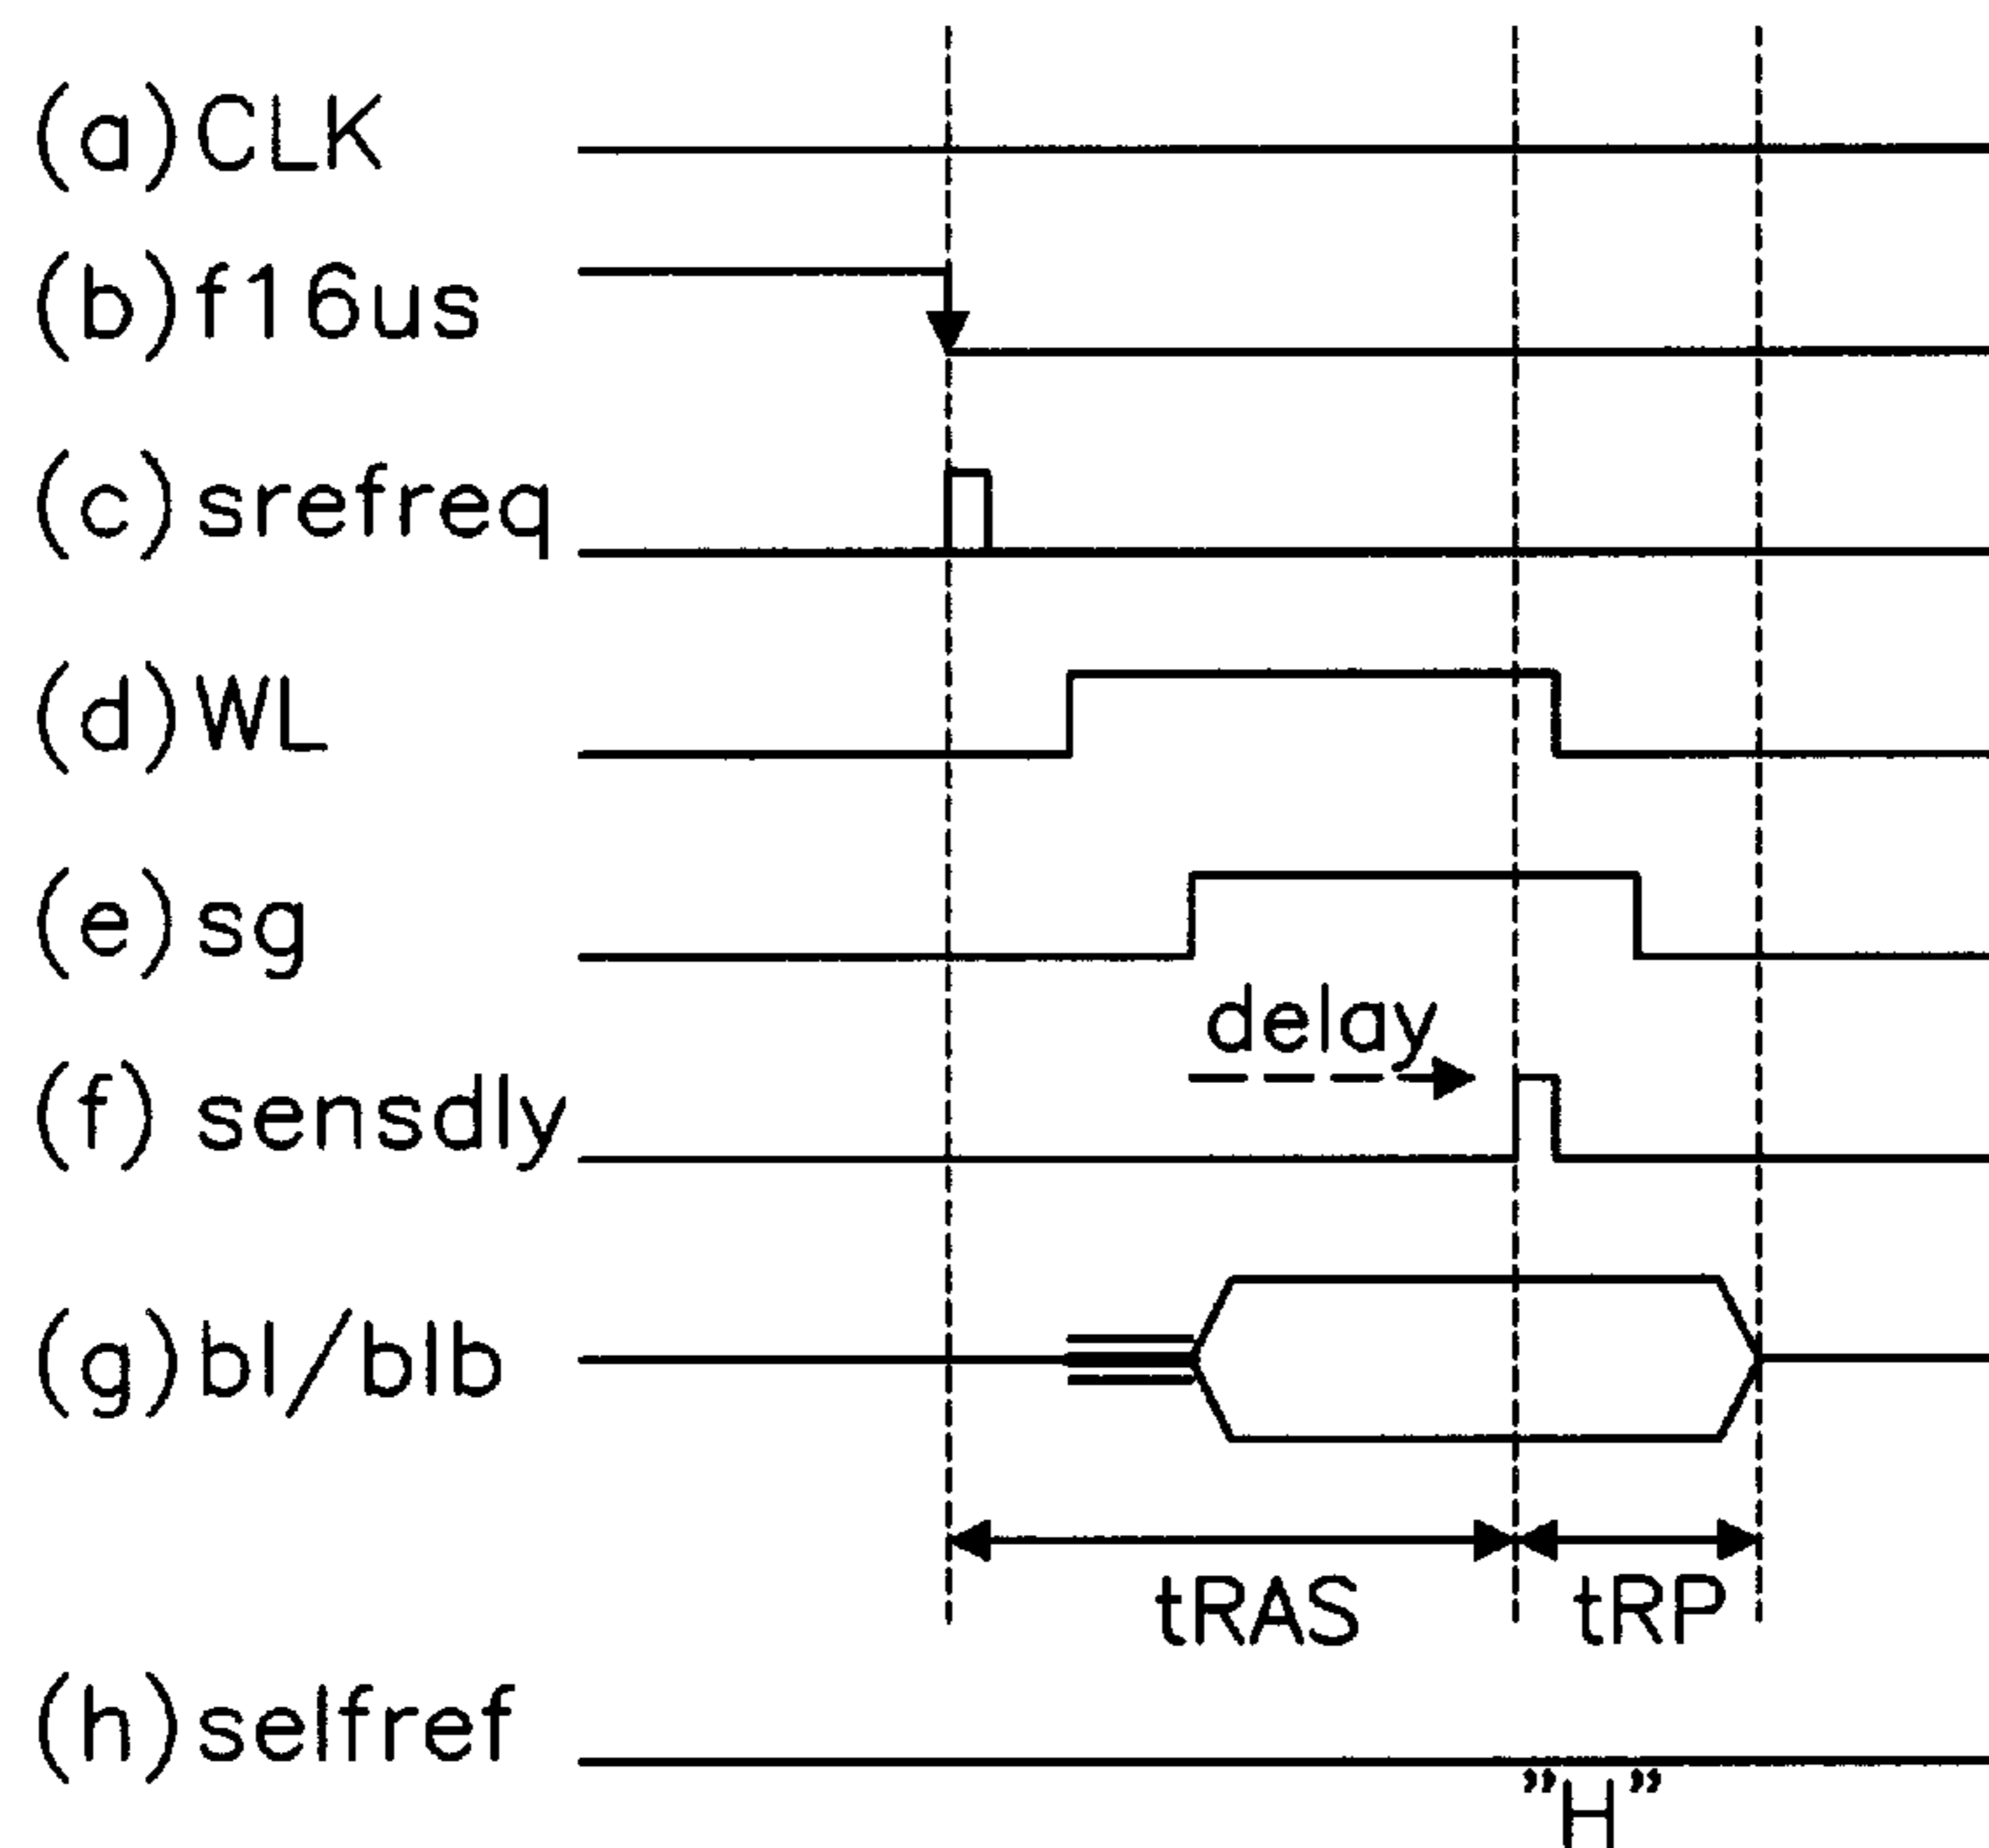 (a) CLK
(b) f16us
(c) srefreq
(d) WL
(e) sg
delay
(f) sensdly
(g) bl/blb
tRAS tRP
(h) selfref
"H"